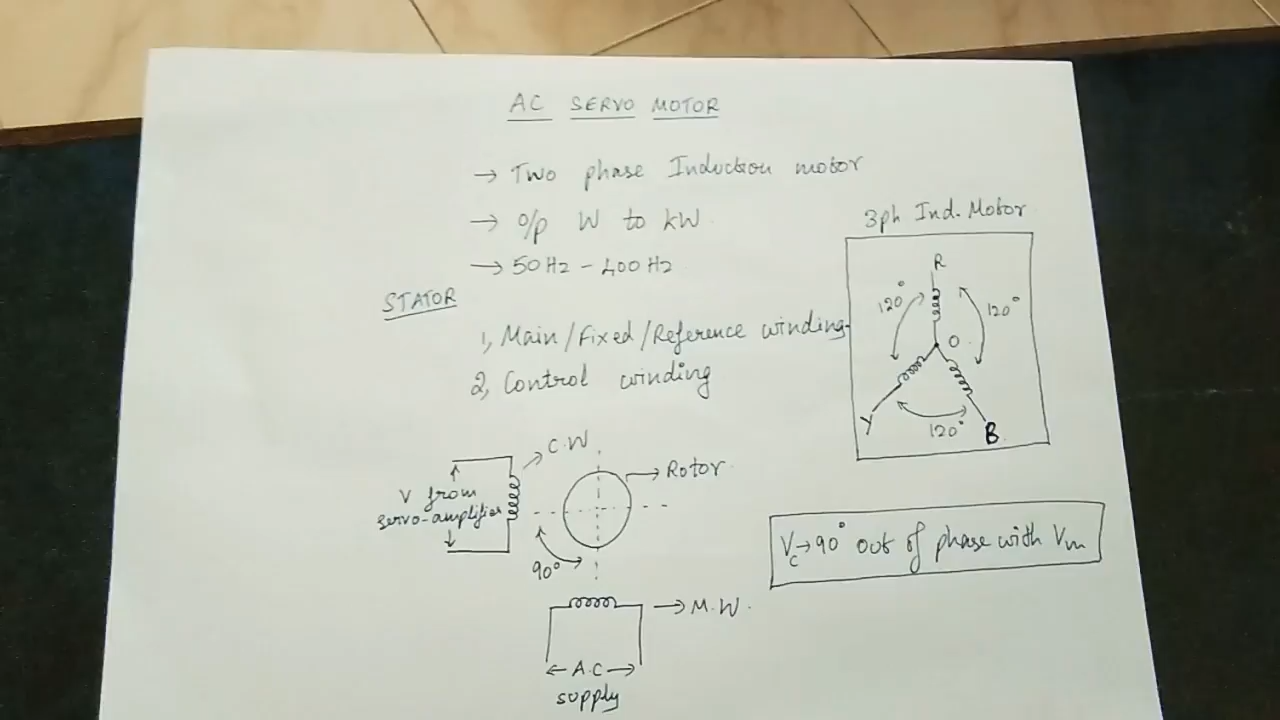 AC SERVO MOTOR
→ Two phase Induction motor
→ o/p W to kW
→ 50 Hz - 400 Hz
STATOR
1, Main/Fixed/Reference winding
2, Control winding
3ph Ind. Motor
R
120°
120°
O
Y
120°
B
C.W
Rotor
V from
servo-amplifier
90°
M.W.
A.C
supply
Vc → 90° out of phase with Vm